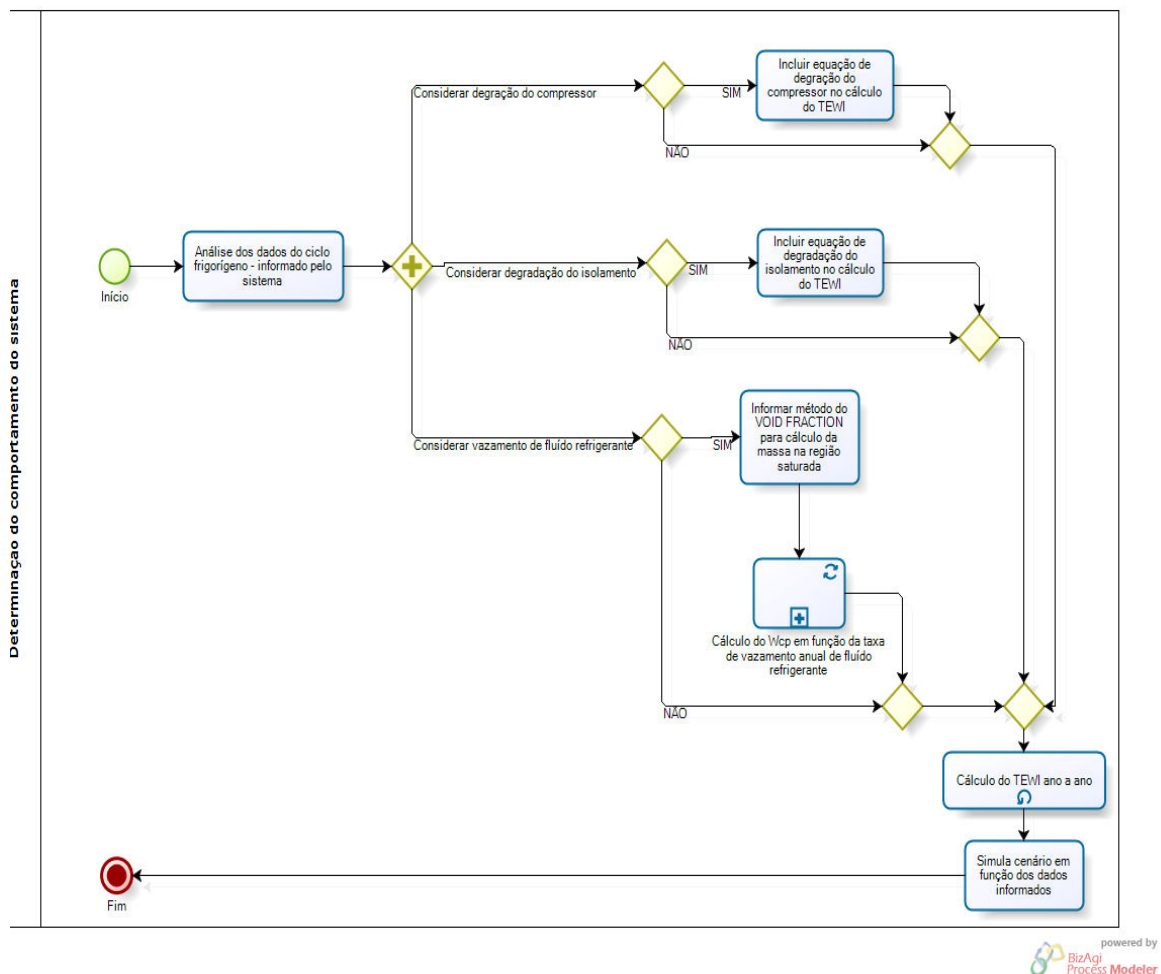 Determinaçao do comportamento do sistema
Considerar degração do compressor
SIM
Incluir equação de
degração do
compressor no cálculo
do TEWI
NÃO
Início
Análise dos dados do ciclo
frigorígeno - informado pelo
sistema
Considerar degradação do isolamento
SIM
Incluir equação de
degradação do
isolamento no cálculo
do TEWI
NÃO
Considerar vazamento de fluído refrigerante
SIM
Informar método do
VOID FRACTION
para cálculo da
massa na região
saturada
Cálculo do Wcp em função da taxa
de vazamento anual de fluído
refrigerante
NÃO
Cálculo do TEWI ano a ano
Simula cenário em
função dos dados
informados
Fim
powered by
BizAgi
Process Modeler